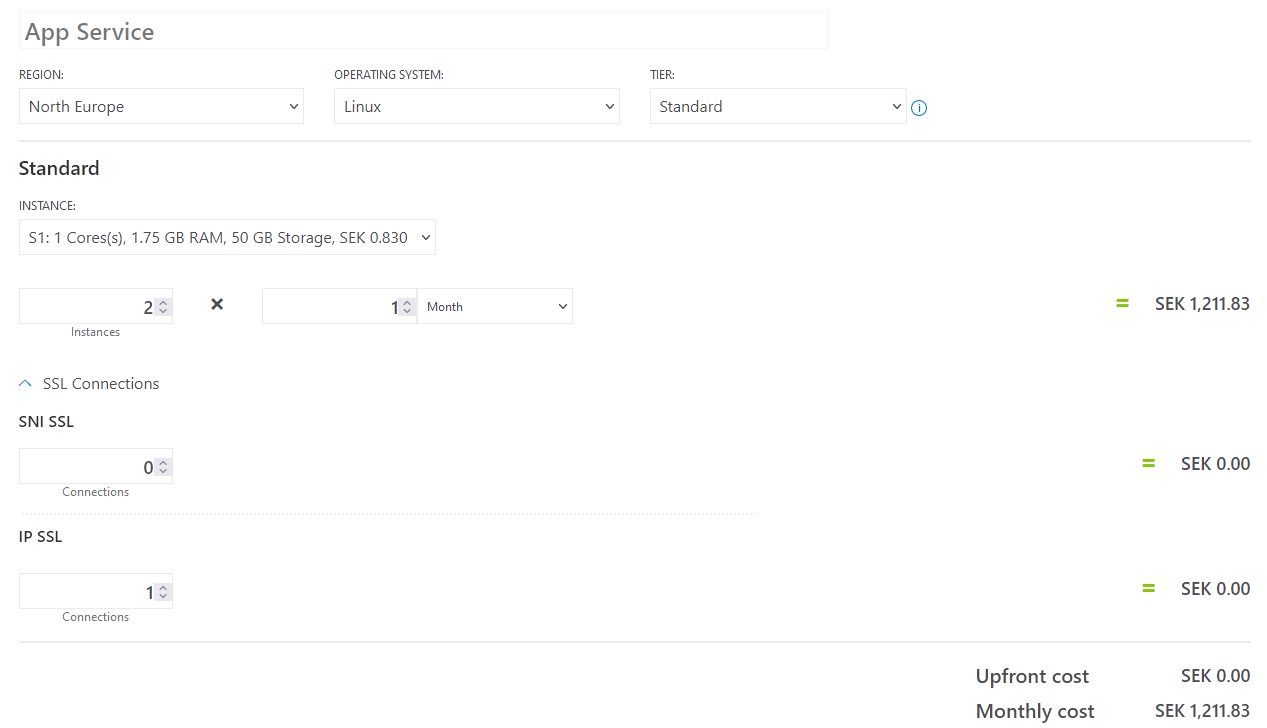 App Service
REGION: OPERATING SYSTEM: TIER:
North Europe Linux Standard
Standard
INSTANCE:
S1: 1 Cores(s), 1.75 GB RAM, 50 GB Storage, SEK 0.830
2 × 1 Month = SEK 1,211.83
Instances
SSL Connections
SNI SSL
0 = SEK 0.00
Connections
IP SSL
1 = SEK 0.00
Connections
Upfront cost SEK 0.00
Monthly cost SEK 1,211.83